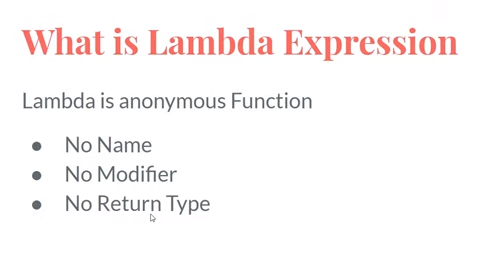 What is Lambda Expression
Lambda is anonymous Function
● No Name
● No Modifier
● No Return Type